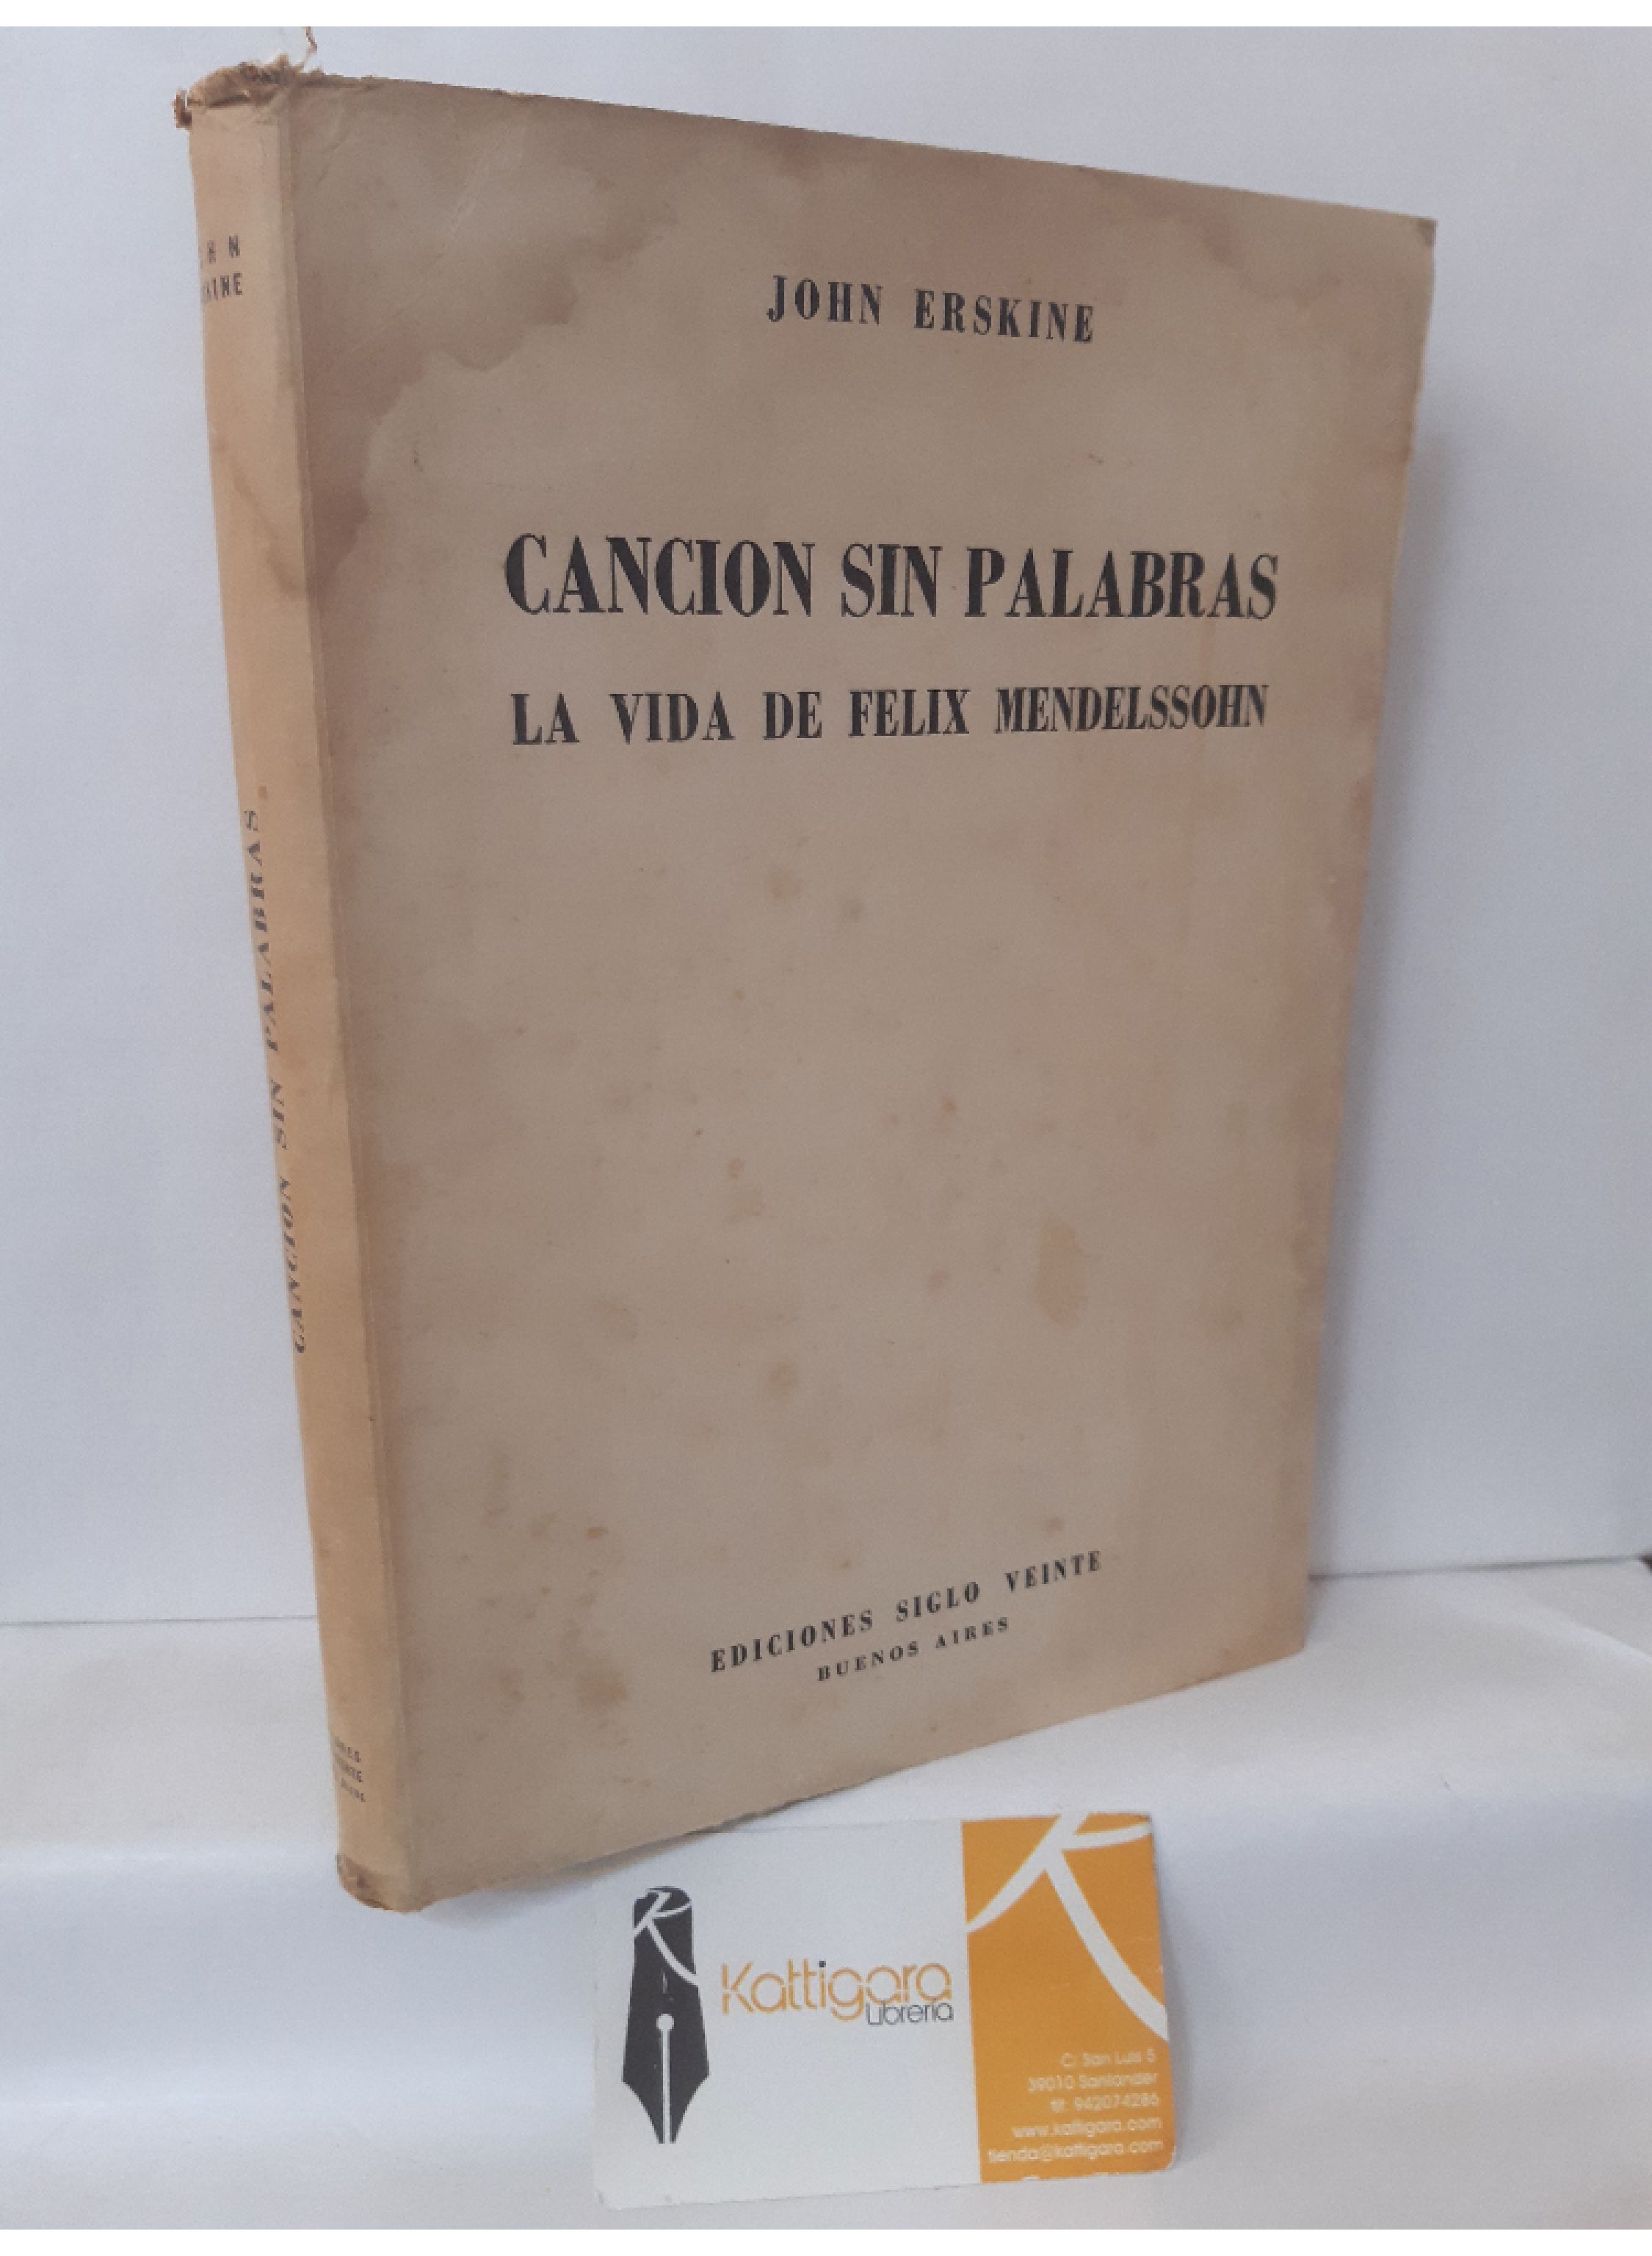 JOHN ERSKINE
CANCION SIN PALABRAS
LA VIDA DE FELIX MENDELSSOHN
EDICIONES SIGLO VEINTE
BUENOS AIRES
CANCION SIN PALABRAS
Kattigara
Librería
C/ San Luis 5
39010 Santander
tlf: 942074286
www.kattigara.com
tienda@kattigara.com